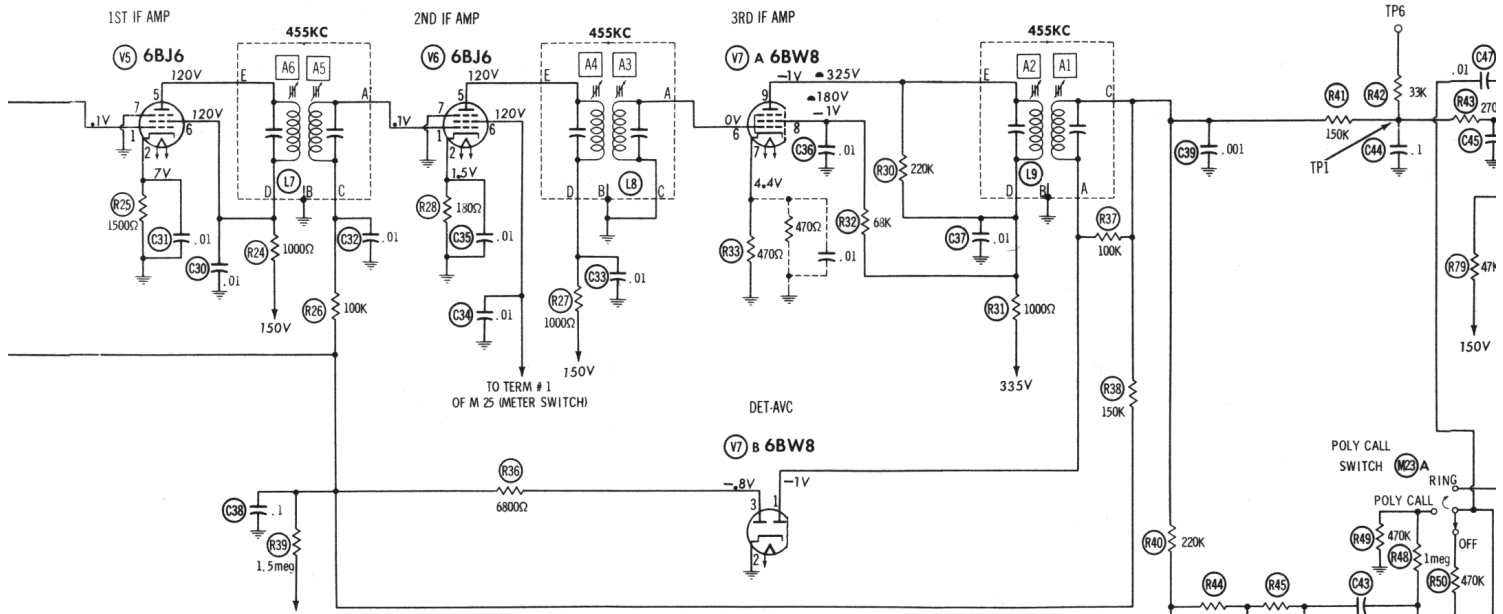 1ST IF AMP
2ND IF AMP
3RD IF AMP
TP6
455KC
455KC
455KC
V5 6BJ6
V6 6BJ6
V7 A 6BW8
A6 A5
A4 A3
A2 A1
C47
.01
120V E
120V E
-1V 325V E
5
5
9
180V
-1V
R41
R42
33K
R43
270
7
120V
A
7
A
A
C
.1V
6
.1V
6
0V
6
8
1
1
150K
2
2
7
C36 .01
C39 .001
C44 .1
C45
TP1
R30 220K
.7V
L7
1.5V
L8
4.4V
L9
D B C
D B C
D B A
R25
1500Ω
R28 180Ω
R32
68K
R37
100K
C31 .01
R24 1000Ω
C32 .01
C35 .01
R33 470Ω
470Ω
.01
C37 .01
C30 .01
C33 .01
R79 47K
R26 100K
C34 .01
R27
1000Ω
R31 1000Ω
150V
150V
150V
335V
TO TERM # 1
OF M 25 (METER SWITCH)
R38
150K
DET-AVC
V7 B 6BW8
POLY CALL
SWITCH M23 A
R36
6800Ω
-.8V
-1V
RING
3 1
POLY CALL
C38 .1
2
R39
1.5meg
R40 220K
R49 470K
R48
1meg
OFF
R50 470K
R44 R45 C43